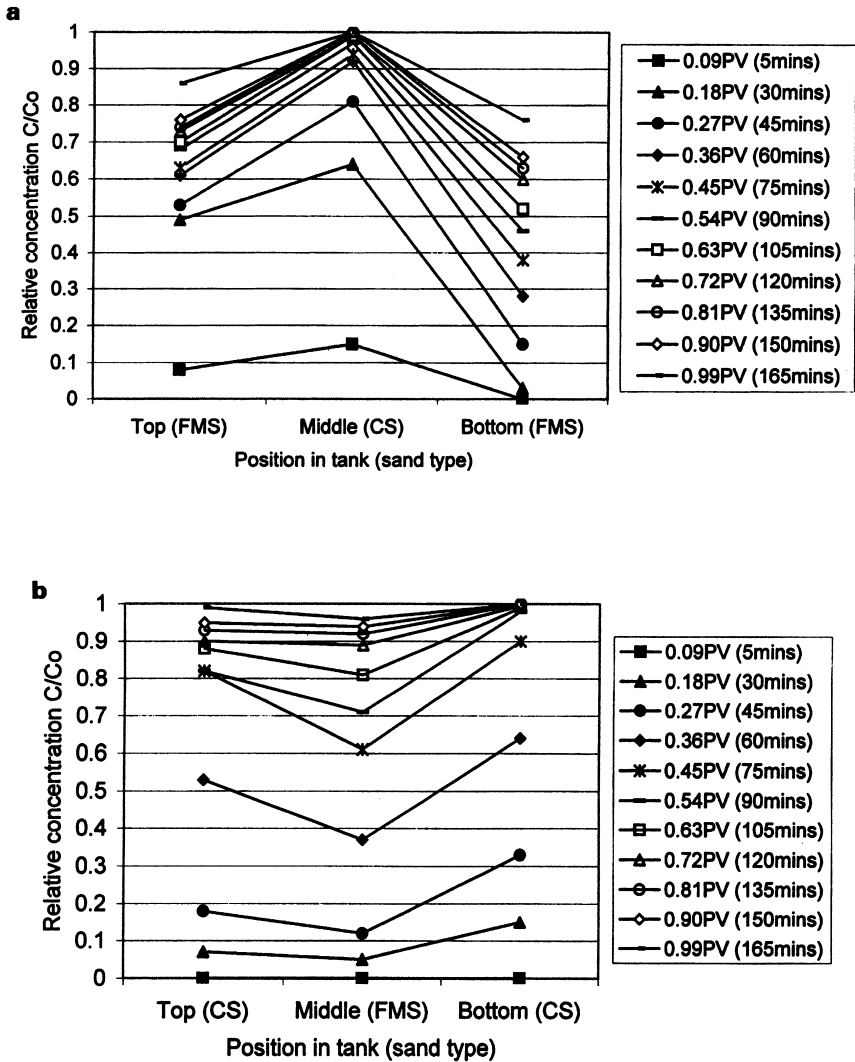 a
Relative concentration C/Co
1
0.9
0.8
0.7
0.6
0.5
0.4
0.3
0.2
0.1
0
Top (FMS) Middle (CS) Bottom (FMS)
Position in tank (sand type)
0.09PV (5mins)
0.18PV (30mins)
0.27PV (45mins)
0.36PV (60mins)
0.45PV (75mins)
0.54PV (90mins)
0.63PV (105mins)
0.72PV (120mins)
0.81PV (135mins)
0.90PV (150mins)
0.99PV (165mins)
b
Relative concentration C/Co
1
0.9
0.8
0.7
0.6
0.5
0.4
0.3
0.2
0.1
0
Top (CS) Middle (FMS) Bottom (CS)
Position in tank (sand type)
0.09PV (5mins)
0.18PV (30mins)
0.27PV (45mins)
0.36PV (60mins)
0.45PV (75mins)
0.54PV (90mins)
0.63PV (105mins)
0.72PV (120mins)
0.81PV (135mins)
0.90PV (150mins)
0.99PV (165mins)